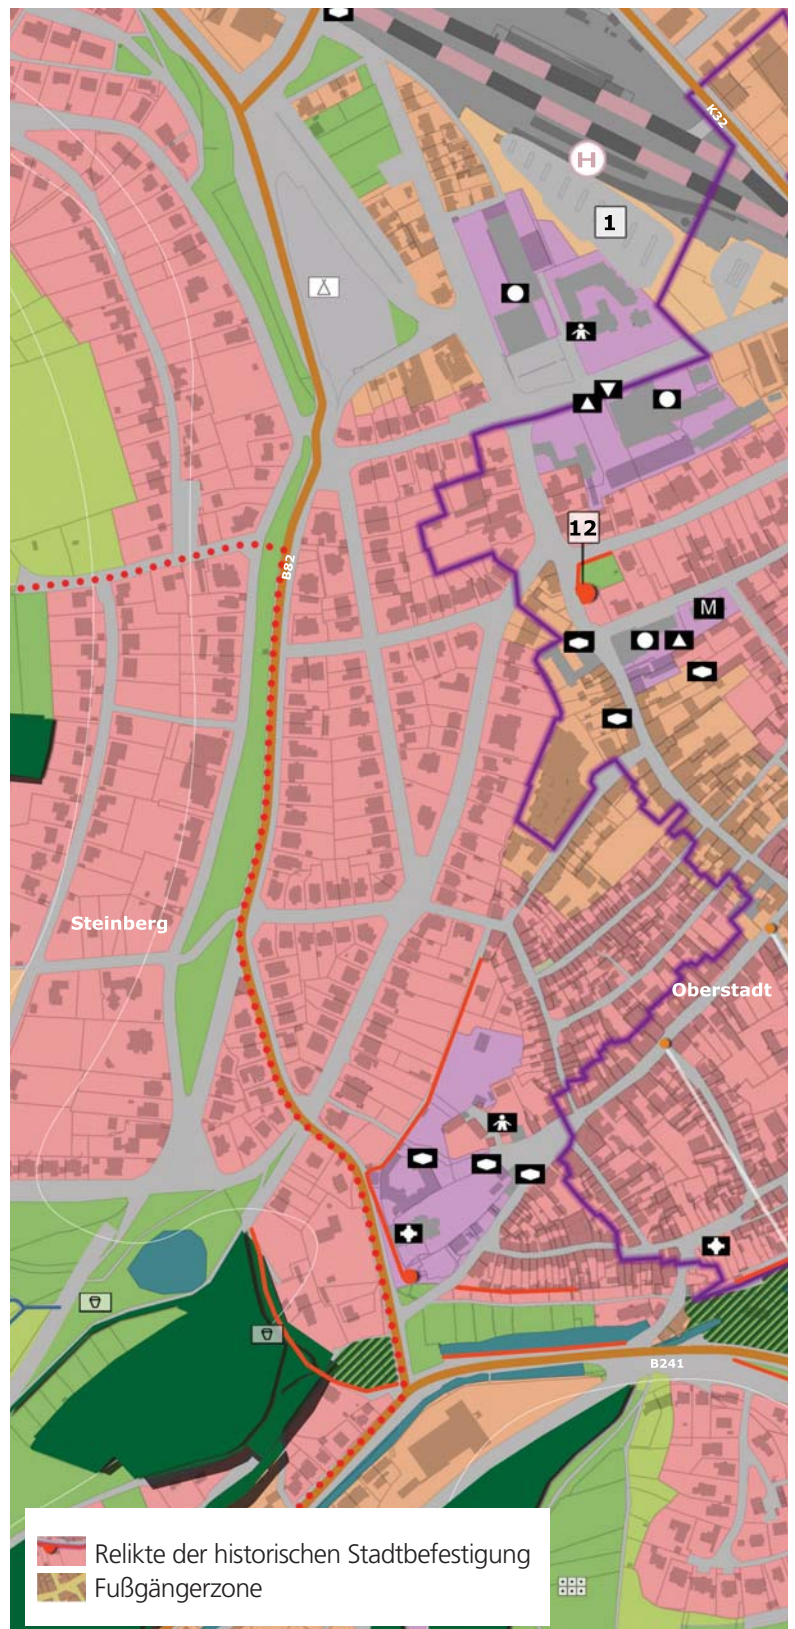 K32
H
1
12
B82
M
Steinberg
Oberstadt
B241
Relikte der historischen Stadtbefestigung
Fußgängerzone